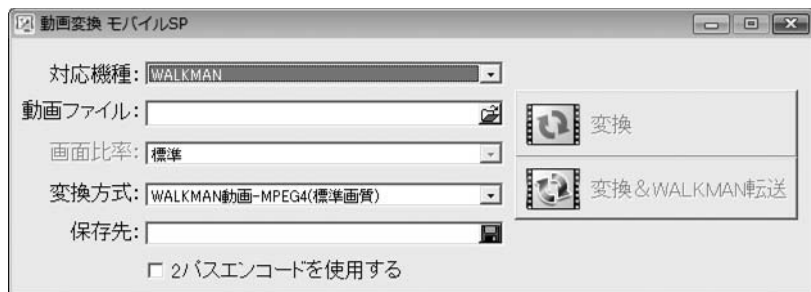 動画変換 モバイルSP
対応機種: WALKMAN
動画ファイル:
画面比率: 標準
変換方式: WALKMAN動画-MPEG4(標準画質)
保存先:
2パスエンコードを使用する
変換
変換&WALKMAN転送